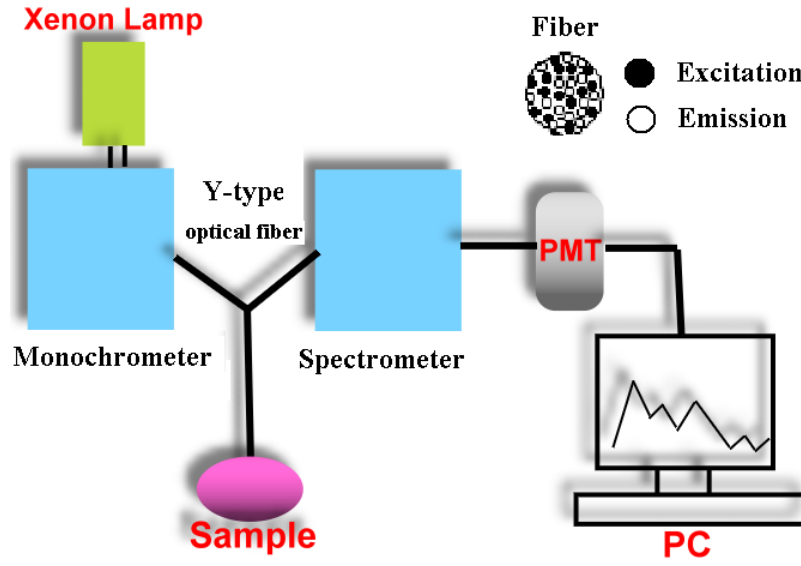 Xenon Lamp
Fiber
Excitation
Emission
Y-type
optical fiber
PMT
Monochrometer
Spectrometer
Sample
PC